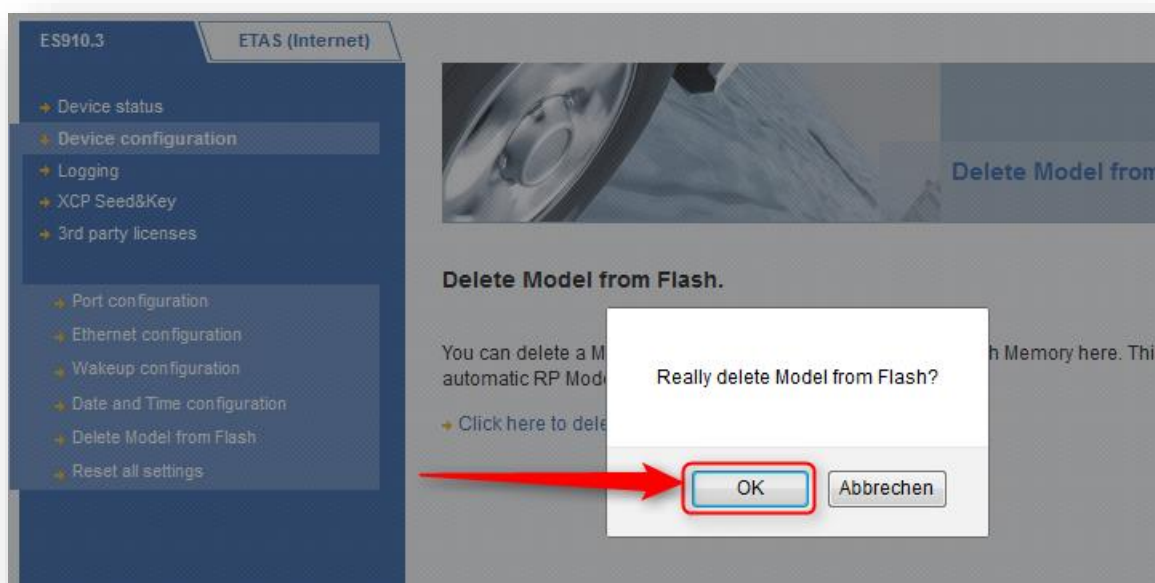 ES910.3
ETAS (Internet)
Device status
Device configuration
Logging
XCP Seed&Key
3rd party licenses
Port configuration
Ethernet configuration
Wakeup configuration
Date and Time configuration
Delete Model from Flash
Reset all settings
Delete Model from
Delete Model from Flash.
You can delete a M h Memory here. Thi
automatic RP Mode
Click here to dele
Really delete Model from Flash?
OK
Abbrechen